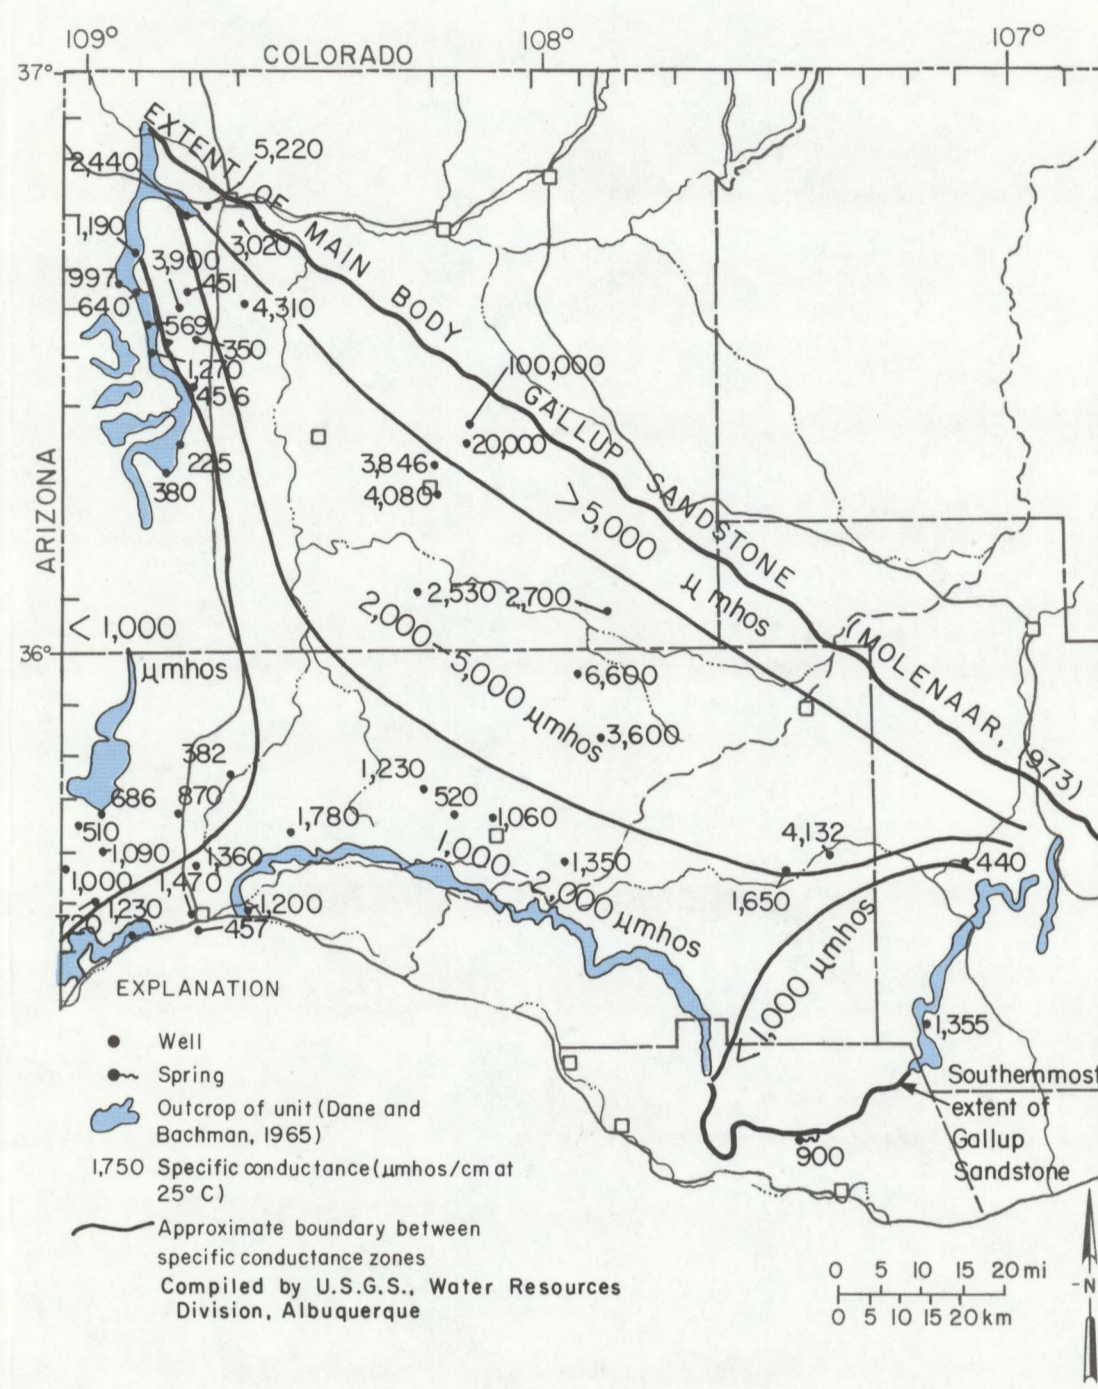 109°
108°
107°
COLORADO
37°
EXTENT OF MAIN BODY GALLUP SANDSTONE (MOLENAAR, 1973)
5,220
2,440
1,190
3,020
3,900
997
451
640
4,310
569
350
1,270
456
100,000
20,000
225
3,846
380
4,080
ARIZONA
>5,000 µmhos
2,530
2,700
2,000–5,000 µmhos
<1,000
µmhos
36°
6,600
3,600
382
1,230
686
870
520
1,060
510
1,780
4,132
1,090
1,360
1,000–2,000 µmhos
1,350
440
1,000
1,470
1,650
1,230
1,200
720
457
<1,000 µmhos
EXPLANATION
1,355
Well
Spring
Southernmost
extent of
Gallup
Sandstone
Outcrop of unit (Dane and
Bachman, 1965)
900
1,750 Specific conductance (µmhos/cm at
25°C)
Approximate boundary between
specific conductance zones
Compiled by U.S.G.S., Water Resources
Division, Albuquerque
0 5 10 15 20 mi
0 5 10 15 20 km
N